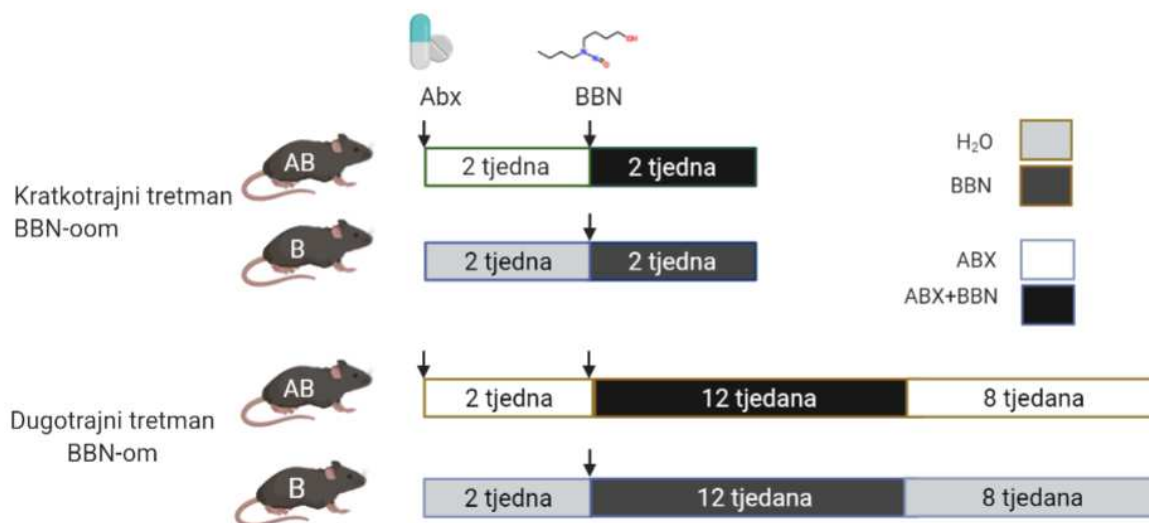 Abx
BBN
AB
2 tjedna
2 tjedna
Kratkotrajni tretman
BBN-oom
B
2 tjedna
2 tjedna
H₂O
BBN
ABX
ABX+BBN
AB
2 tjedna
12 tjedana
8 tjedana
Dugotrajni tretman
BBN-om
B
2 tjedna
12 tjedana
8 tjedana
OH
N
N
O